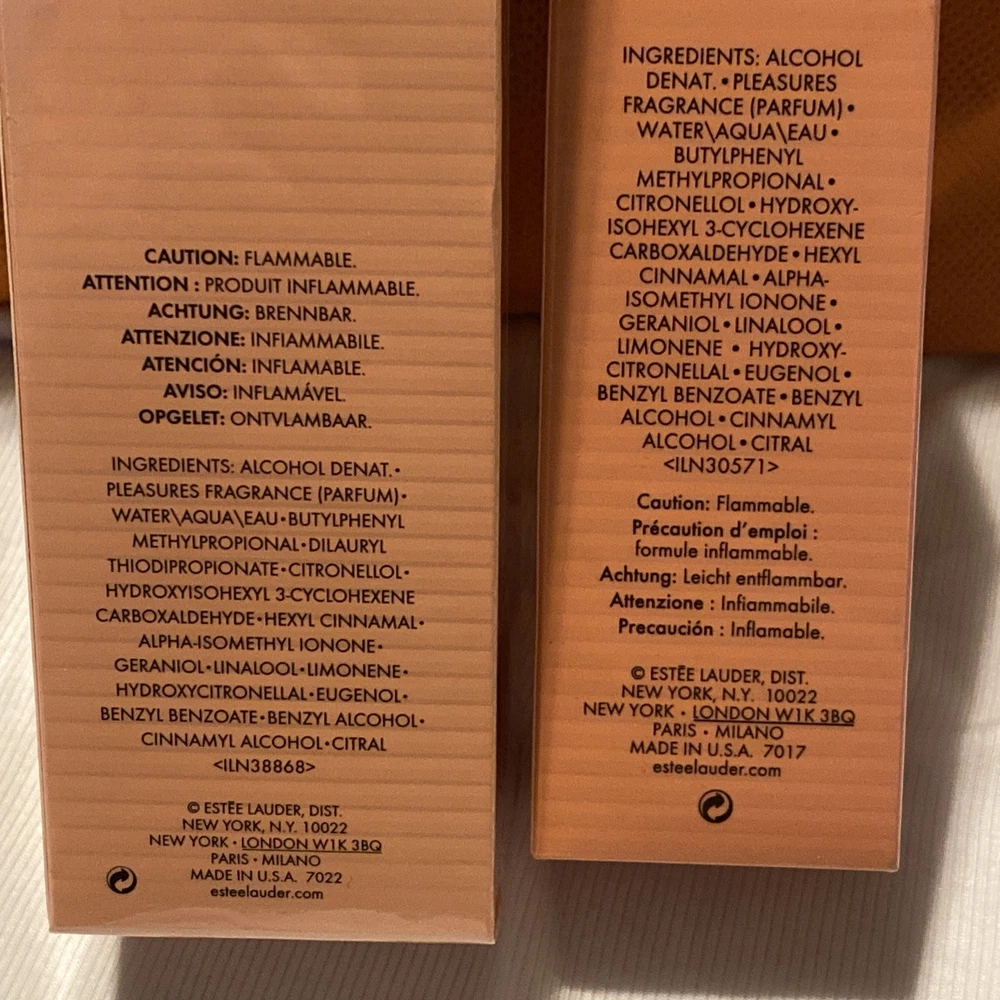 CAUTION: FLAMMABLE.
ATTENTION : PRODUIT INFLAMMABLE.
ACHTUNG: BRENNBAR.
ATTENZIONE: INFIAMMABILE.
ATENCIÓN: INFLAMABLE.
AVISO: INFLAMÁVEL.
OPGELET: ONTVLAMBAAR.
INGREDIENTS: ALCOHOL DENAT.•
PLEASURES FRAGRANCE (PARFUM)•
WATER\AQUA\EAU•BUTYLPHENYL
METHYLPROPIONAL•DILAURYL
THIODIPROPIONATE•CITRONELLOL•
HYDROXYISOHEXYL 3-CYCLOHEXENE
CARBOXALDEHYDE•HEXYL CINNAMAL•
ALPHA-ISOMETHYL IONONE•
GERANIOL•LINALOOL•LIMONENE•
HYDROXYCITRONELLAL•EUGENOL•
BENZYL BENZOATE•BENZYL ALCOHOL•
CINNAMYL ALCOHOL•CITRAL
<ILN38868>
© ESTĒE LAUDER, DIST.
NEW YORK, N.Y. 10022
NEW YORK • LONDON W1K 3BQ
PARIS • MILANO
MADE IN U.S.A. 7022
esteelauder.com
INGREDIENTS: ALCOHOL
DENAT.•PLEASURES
FRAGRANCE (PARFUM)•
WATER\AQUA\EAU•
BUTYLPHENYL
METHYLPROPIONAL•
CITRONELLOL•HYDROXY-
ISOHEXYL 3-CYCLOHEXENE
CARBOXALDEHYDE•HEXYL
CINNAMAL•ALPHA-
ISOMETHYL IONONE•
GERANIOL•LINALOOL•
LIMONENE • HYDROXY-
CITRONELLAL•EUGENOL•
BENZYL BENZOATE•BENZYL
ALCOHOL•CINNAMYL
ALCOHOL•CITRAL
<ILN30571>
Caution: Flammable.
Précaution d'emploi :
formule inflammable.
Achtung: Leicht entflammbar.
Attenzione : Infiammabile.
Precaución : Inflamable.
© ESTĒE LAUDER, DIST.
NEW YORK, N.Y. 10022
NEW YORK • LONDON W1K 3BQ
PARIS • MILANO
MADE IN U.S.A. 7017
esteelauder.com